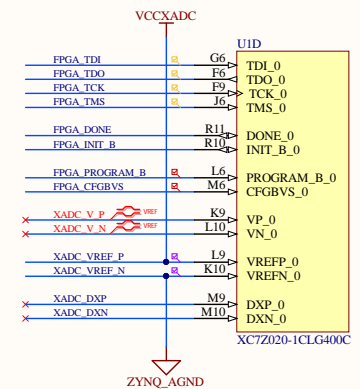 VCCXADC
U1D
FPGA_TDI G6 TDI_0
FPGA_TDO F6 TDO_0
FPGA_TCK F9 TCK_0
FPGA_TMS J6 TMS_0
FPGA_DONE R11 DONE_0
FPGA_INIT_B R10 INIT_B_0
FPGA_PROGRAM_B L6 PROGRAM_B_0
FPGA_CFGBVS M6 CFGBVS_0
XADC_V_P VREF K9 VP_0
XADC_V_N VREF L10 VN_0
XADC_VREF_P L9 VREFP_0
XADC_VREF_N K10 VREFN_0
XADC_DXP M9 DXP_0
XADC_DXN M10 DXN_0
XC7Z020-1CLG400C
ZYNQ_AGND